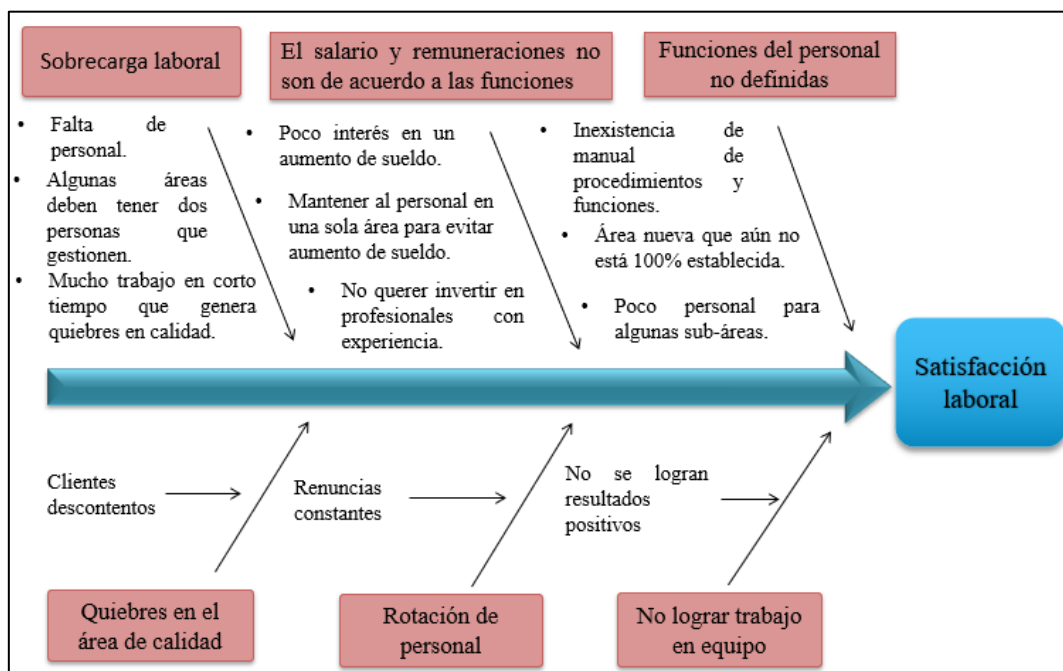 Sobrecarga laboral
El salario y remuneraciones no
son de acuerdo a las funciones
Funciones del personal
no definidas
• Falta de
personal.
• Algunas áreas
deben tener dos
personas que
gestionen.
• Mucho trabajo en corto
tiempo que genera
quiebres en calidad.
• Poco interés en un
aumento de sueldo.
• Mantener al personal en
una sola área para evitar
aumento de sueldo.
• No querer invertir en
profesionales con
experiencia.
• Inexistencia de
manual de
procedimientos y
funciones.
• Área nueva que aún no
está 100% establecida.
• Poco personal para
algunas sub-áreas.
Satisfacción
laboral
Clientes
descontentos
Renuncias
constantes
No se logran
resultados
positivos
Quiebres en el
área de calidad
Rotación de
personal
No lograr trabajo
en equipo